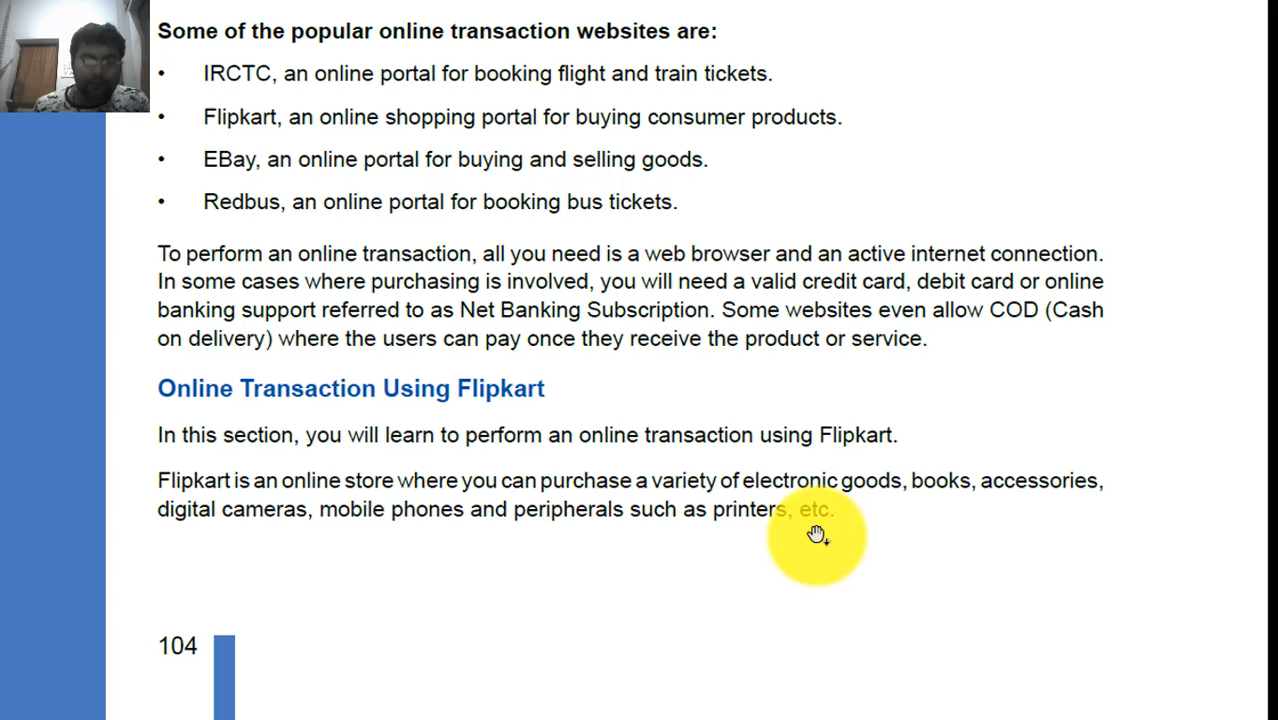 Some of the popular online transaction websites are:
• IRCTC, an online portal for booking flight and train tickets.
• Flipkart, an online shopping portal for buying consumer products.
• EBay, an online portal for buying and selling goods.
• Redbus, an online portal for booking bus tickets.
To perform an online transaction, all you need is a web browser and an active internet connection.
In some cases where purchasing is involved, you will need a valid credit card, debit card or online
banking support referred to as Net Banking Subscription. Some websites even allow COD (Cash
on delivery) where the users can pay once they receive the product or service.
Online Transaction Using Flipkart
In this section, you will learn to perform an online transaction using Flipkart.
Flipkart is an online store where you can purchase a variety of electronic goods, books, accessories,
digital cameras, mobile phones and peripherals such as printers, etc.
104